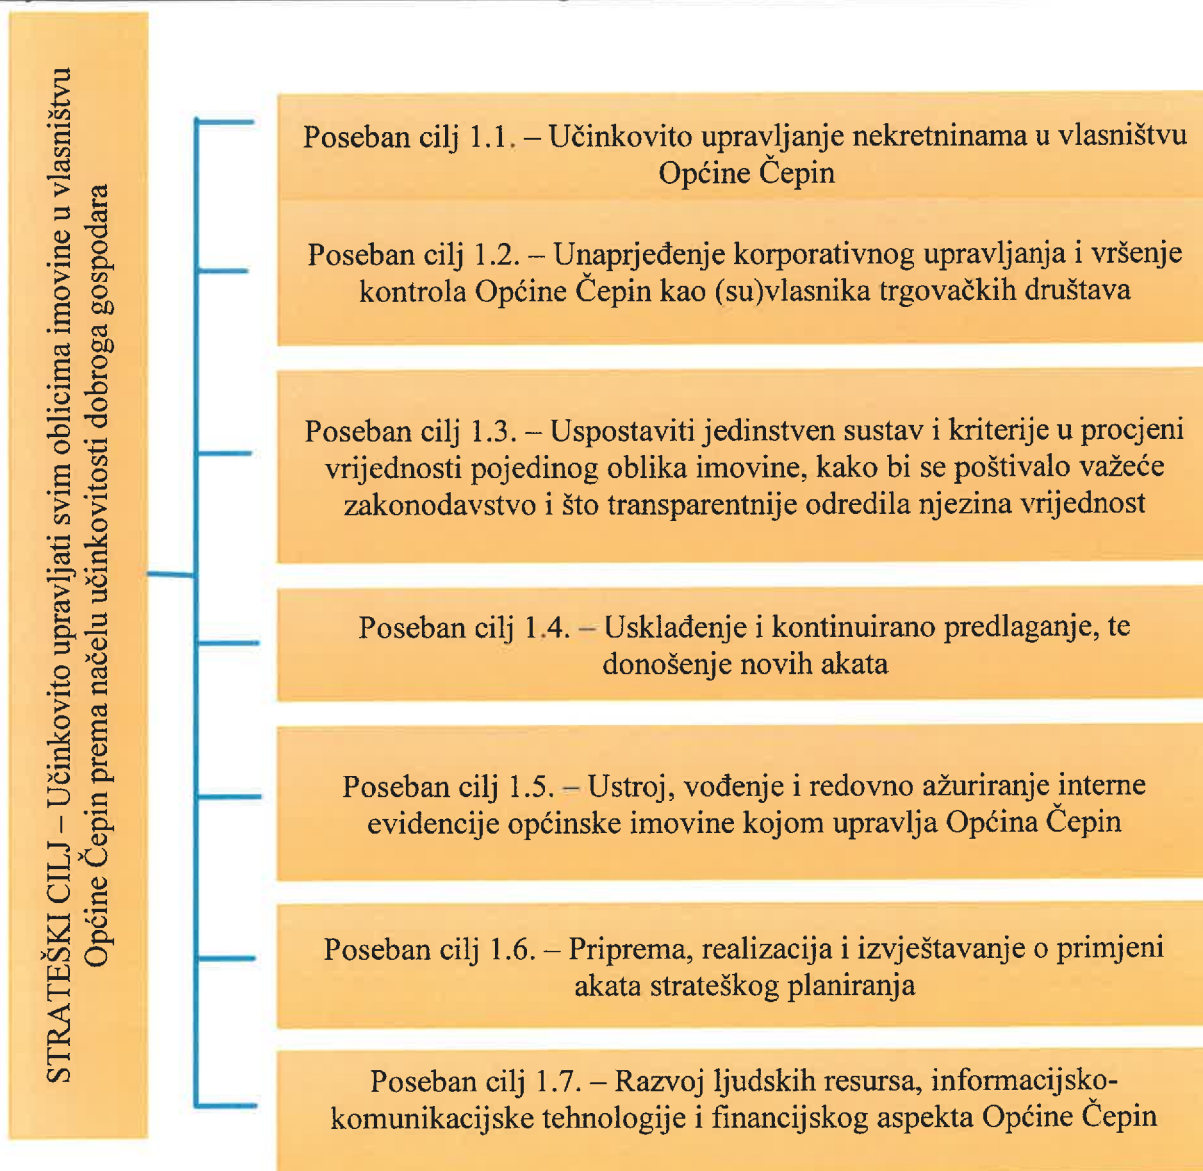 STRATEŠKI CILJ – Učinkovito upravljati svim oblicima imovine u vlasništvu
Općine Čepin prema načelu učinkovitosti dobroga gospodara
Poseban cilj 1.1. – Učinkovito upravljanje nekretninama u vlasništvu
Općine Čepin
Poseban cilj 1.2. – Unaprjeđenje korporativnog upravljanja i vršenje
kontrola Općine Čepin kao (su)vlasnika trgovačkih društava
Poseban cilj 1.3. – Uspostaviti jedinstven sustav i kriterije u procjeni
vrijednosti pojedinog oblika imovine, kako bi se poštivalo važeće
zakonodavstvo i što transparentnije odredila njezina vrijednost
Poseban cilj 1.4. – Usklađenje i kontinuirano predlaganje, te
donošenje novih akata
Poseban cilj 1.5. – Ustroj, vođenje i redovno ažuriranje interne
evidencije općinske imovine kojom upravlja Općina Čepin
Poseban cilj 1.6. – Priprema, realizacija i izvještavanje o primjeni
akata strateškog planiranja
Poseban cilj 1.7. – Razvoj ljudskih resursa, informacijsko-
komunikacijske tehnologije i financijskog aspekta Općine Čepin